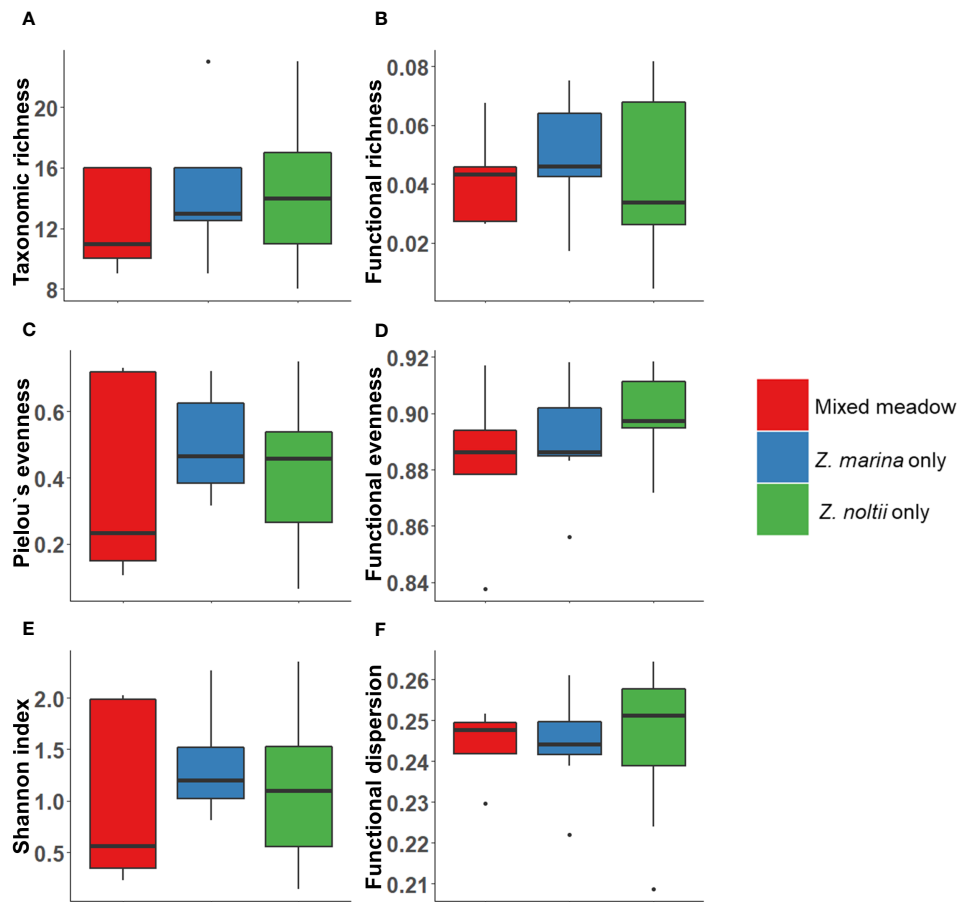 A
Taxonomic richness
20
16
12
8
B
Functional richness
0.08
0.06
0.04
0.02
C
Pielou`s evenness
0.6
0.4
0.2
D
Functional evenness
0.92
0.90
0.88
0.86
0.84
Mixed meadow
Z. marina only
Z. noltii only
E
Shannon index
2.0
1.5
1.0
0.5
F
Functional dispersion
0.26
0.25
0.24
0.23
0.22
0.21